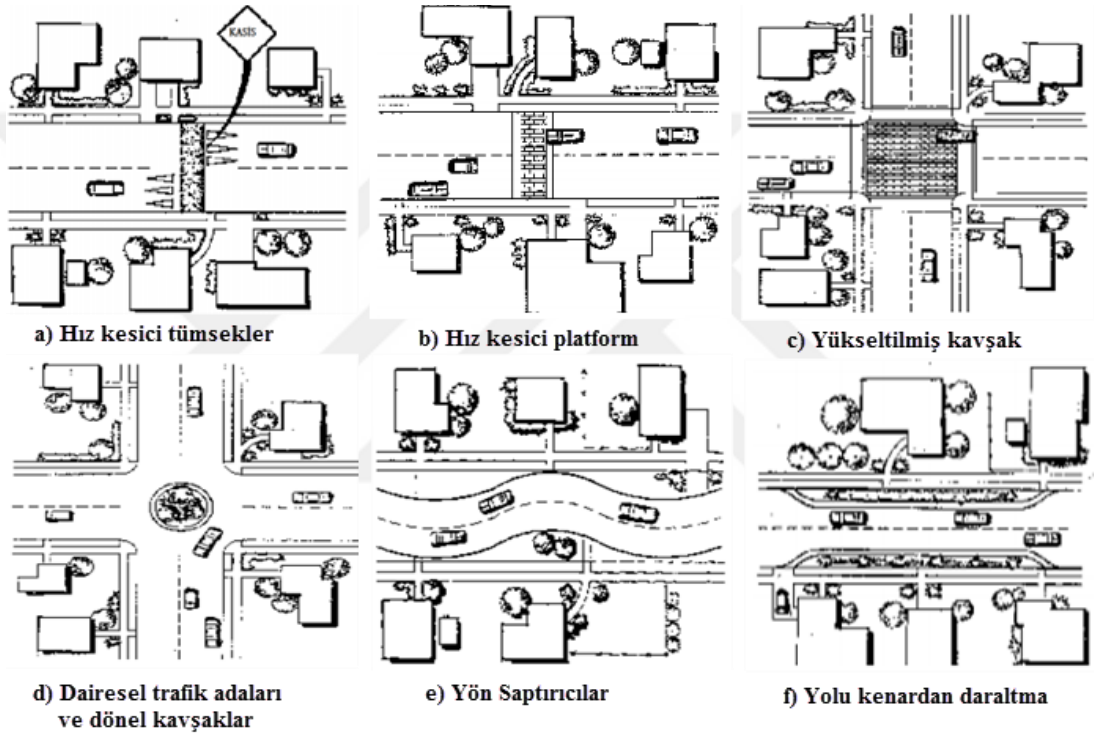 KASİS
a) Hız kesici tümsekler
b) Hız kesici platform
c) Yükseltilmiş kavşak
d) Dairesel trafik adaları
ve dönel kavşaklar
e) Yön Saptırıcılar
f) Yolu kenardan daraltma